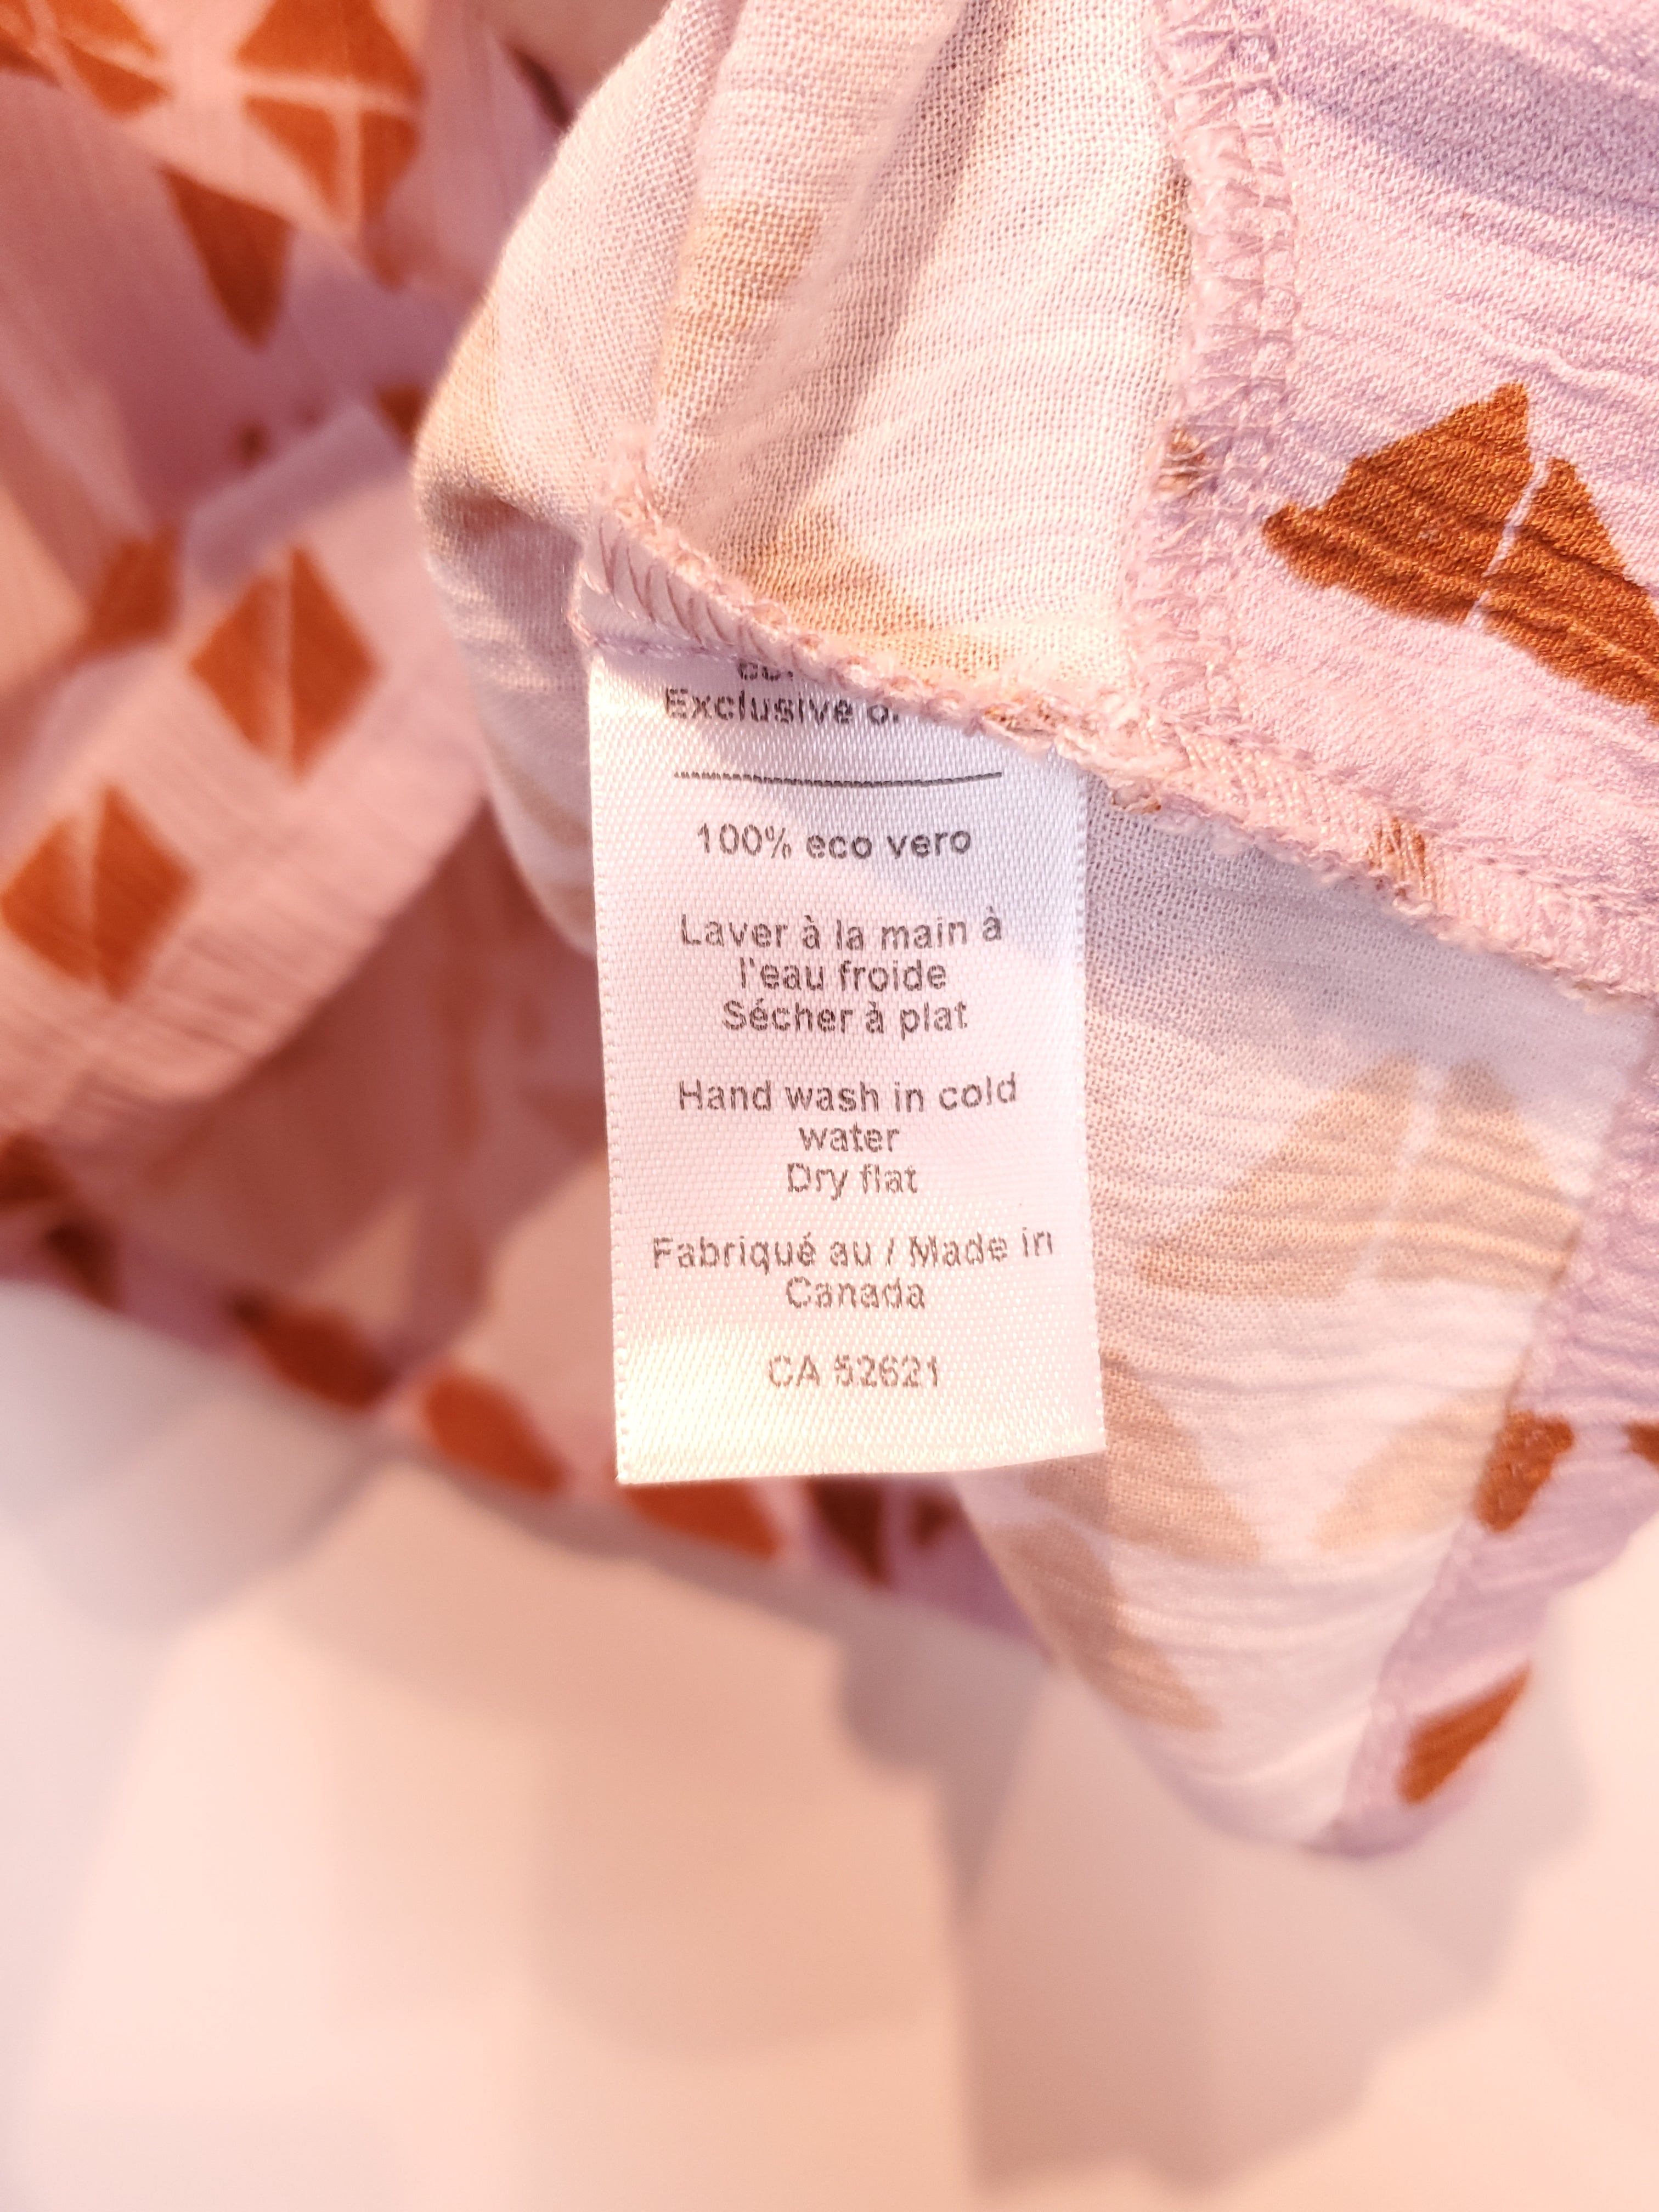 Exclusive
100% eco vero
Laver à la main à
l'eau froide
Sécher à plat
Hand wash in cold
water
Dry flat
Fabriqué au / Made in
Canada
CA 52621